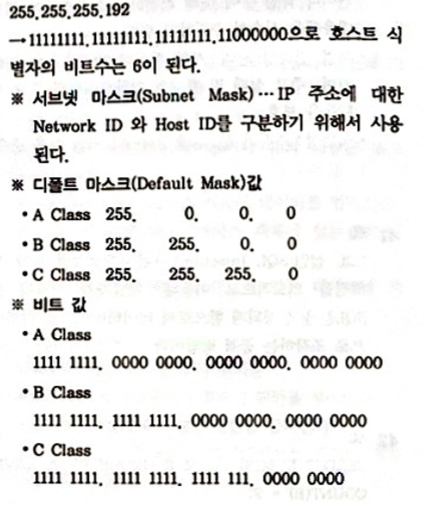 255.255.255.192
→11111111.11111111.11111111.11000000으로 호스트 식
별자의 비트수는 6이 된다.
※ 서브넷 마스크(Subnet Mask)…IP 주소에 대한
Network ID 와 Host ID를 구분하기 위해서 사용
된다.
※ 디폴트 마스크(Default Mask)값
• A Class 255. 0. 0. 0
• B Class 255. 255. 0. 0
• C Class 255. 255. 255. 0
※ 비트 값
• A Class
1111 1111. 0000 0000. 0000 0000. 0000 0000
• B Class
1111 1111. 1111 1111. 0000 0000. 0000 0000
• C Class
1111 1111. 1111 1111. 1111 111. 0000 0000